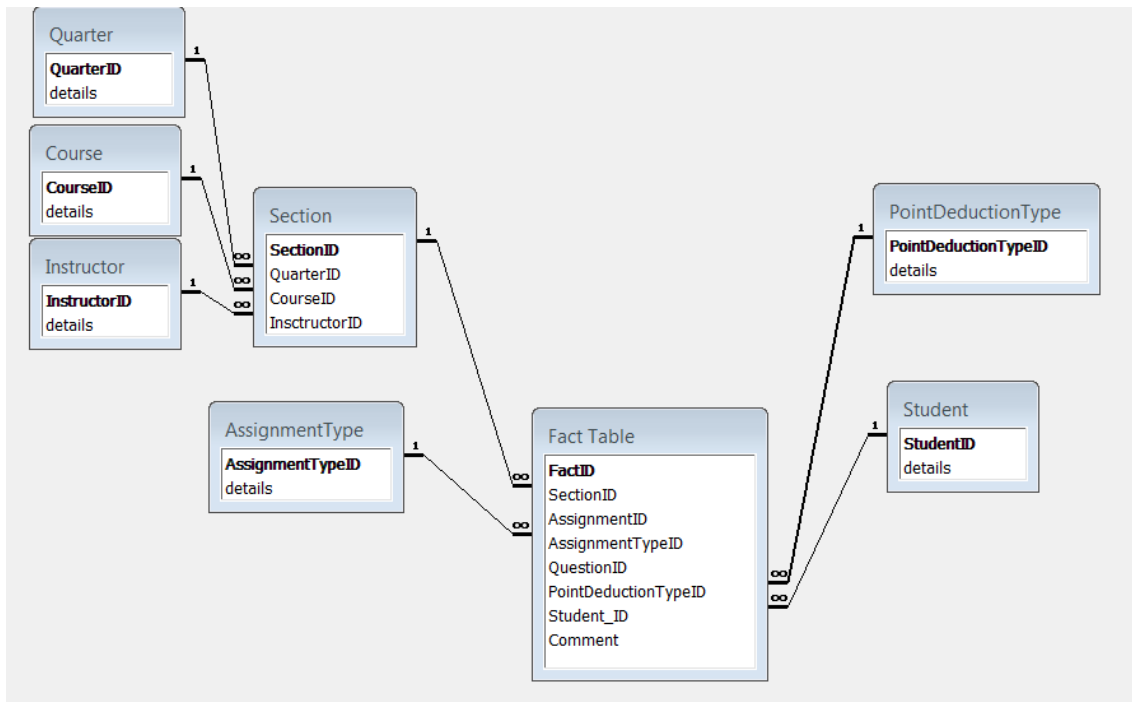 Quarter
QuarterID
details
1
Course
CourseID
details
1
Instructor
InstructorID
details
1
Section
SectionID
QuarterID
CourseID
InsctructorID
∞
∞
∞
1
AssignmentType
AssignmentTypeID
details
1
Fact Table
FactID
SectionID
AssignmentID
AssignmentTypeID
QuestionID
PointDeductionTypeID
Student_ID
Comment
∞
∞
∞
∞
PointDeductionType
PointDeductionTypeID
details
1
Student
StudentID
details
1